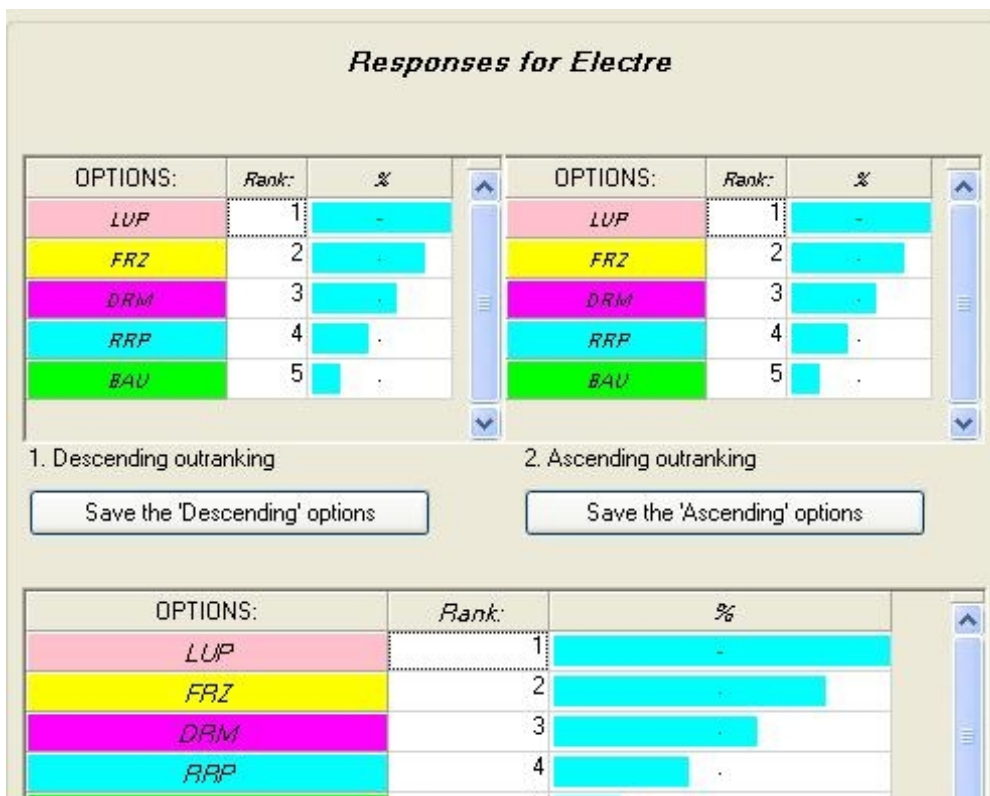 Responses for Electre
OPTIONS: Rank: %
LUP 1 -
FRZ 2 .
DRM 3 .
RRP 4 .
BAU 5 .
1. Descending outranking
Save the 'Descending' options
OPTIONS: Rank: %
LUP 1 -
FRZ 2 .
DRM 3 .
RRP 4 .
BAU 5 .
2. Ascending outranking
Save the 'Ascending' options
OPTIONS: Rank: %
LUP 1 -
FRZ 2 .
DRM 3 .
RRP 4 .